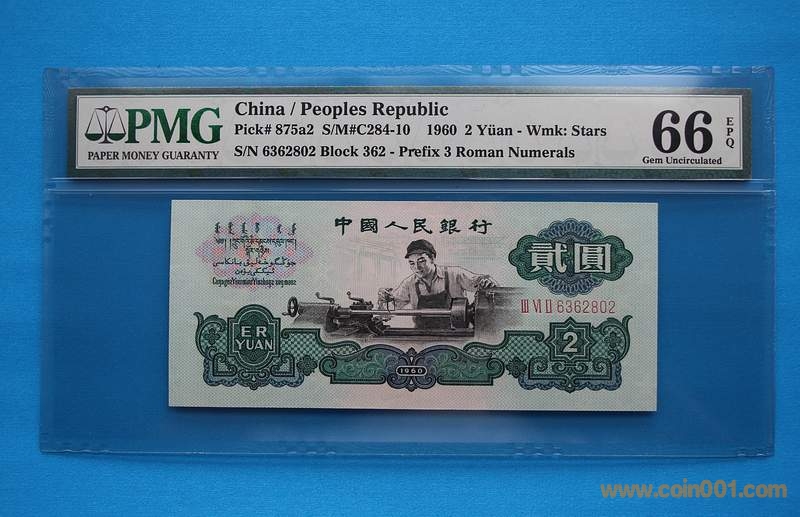 PMG
PAPER MONEY GUARANTY
China / Peoples Republic
Pick# 875a2 S/M#C284-10 1960 2 Yüan - Wmk: Stars
S/N 6362802 Block 362 - Prefix 3 Roman Numerals
66 EPQ
Gem Uncirculated
中國人民銀行
貳圓
III VI II 6362802
ER
YUAN
2
1960
www.coin001.com